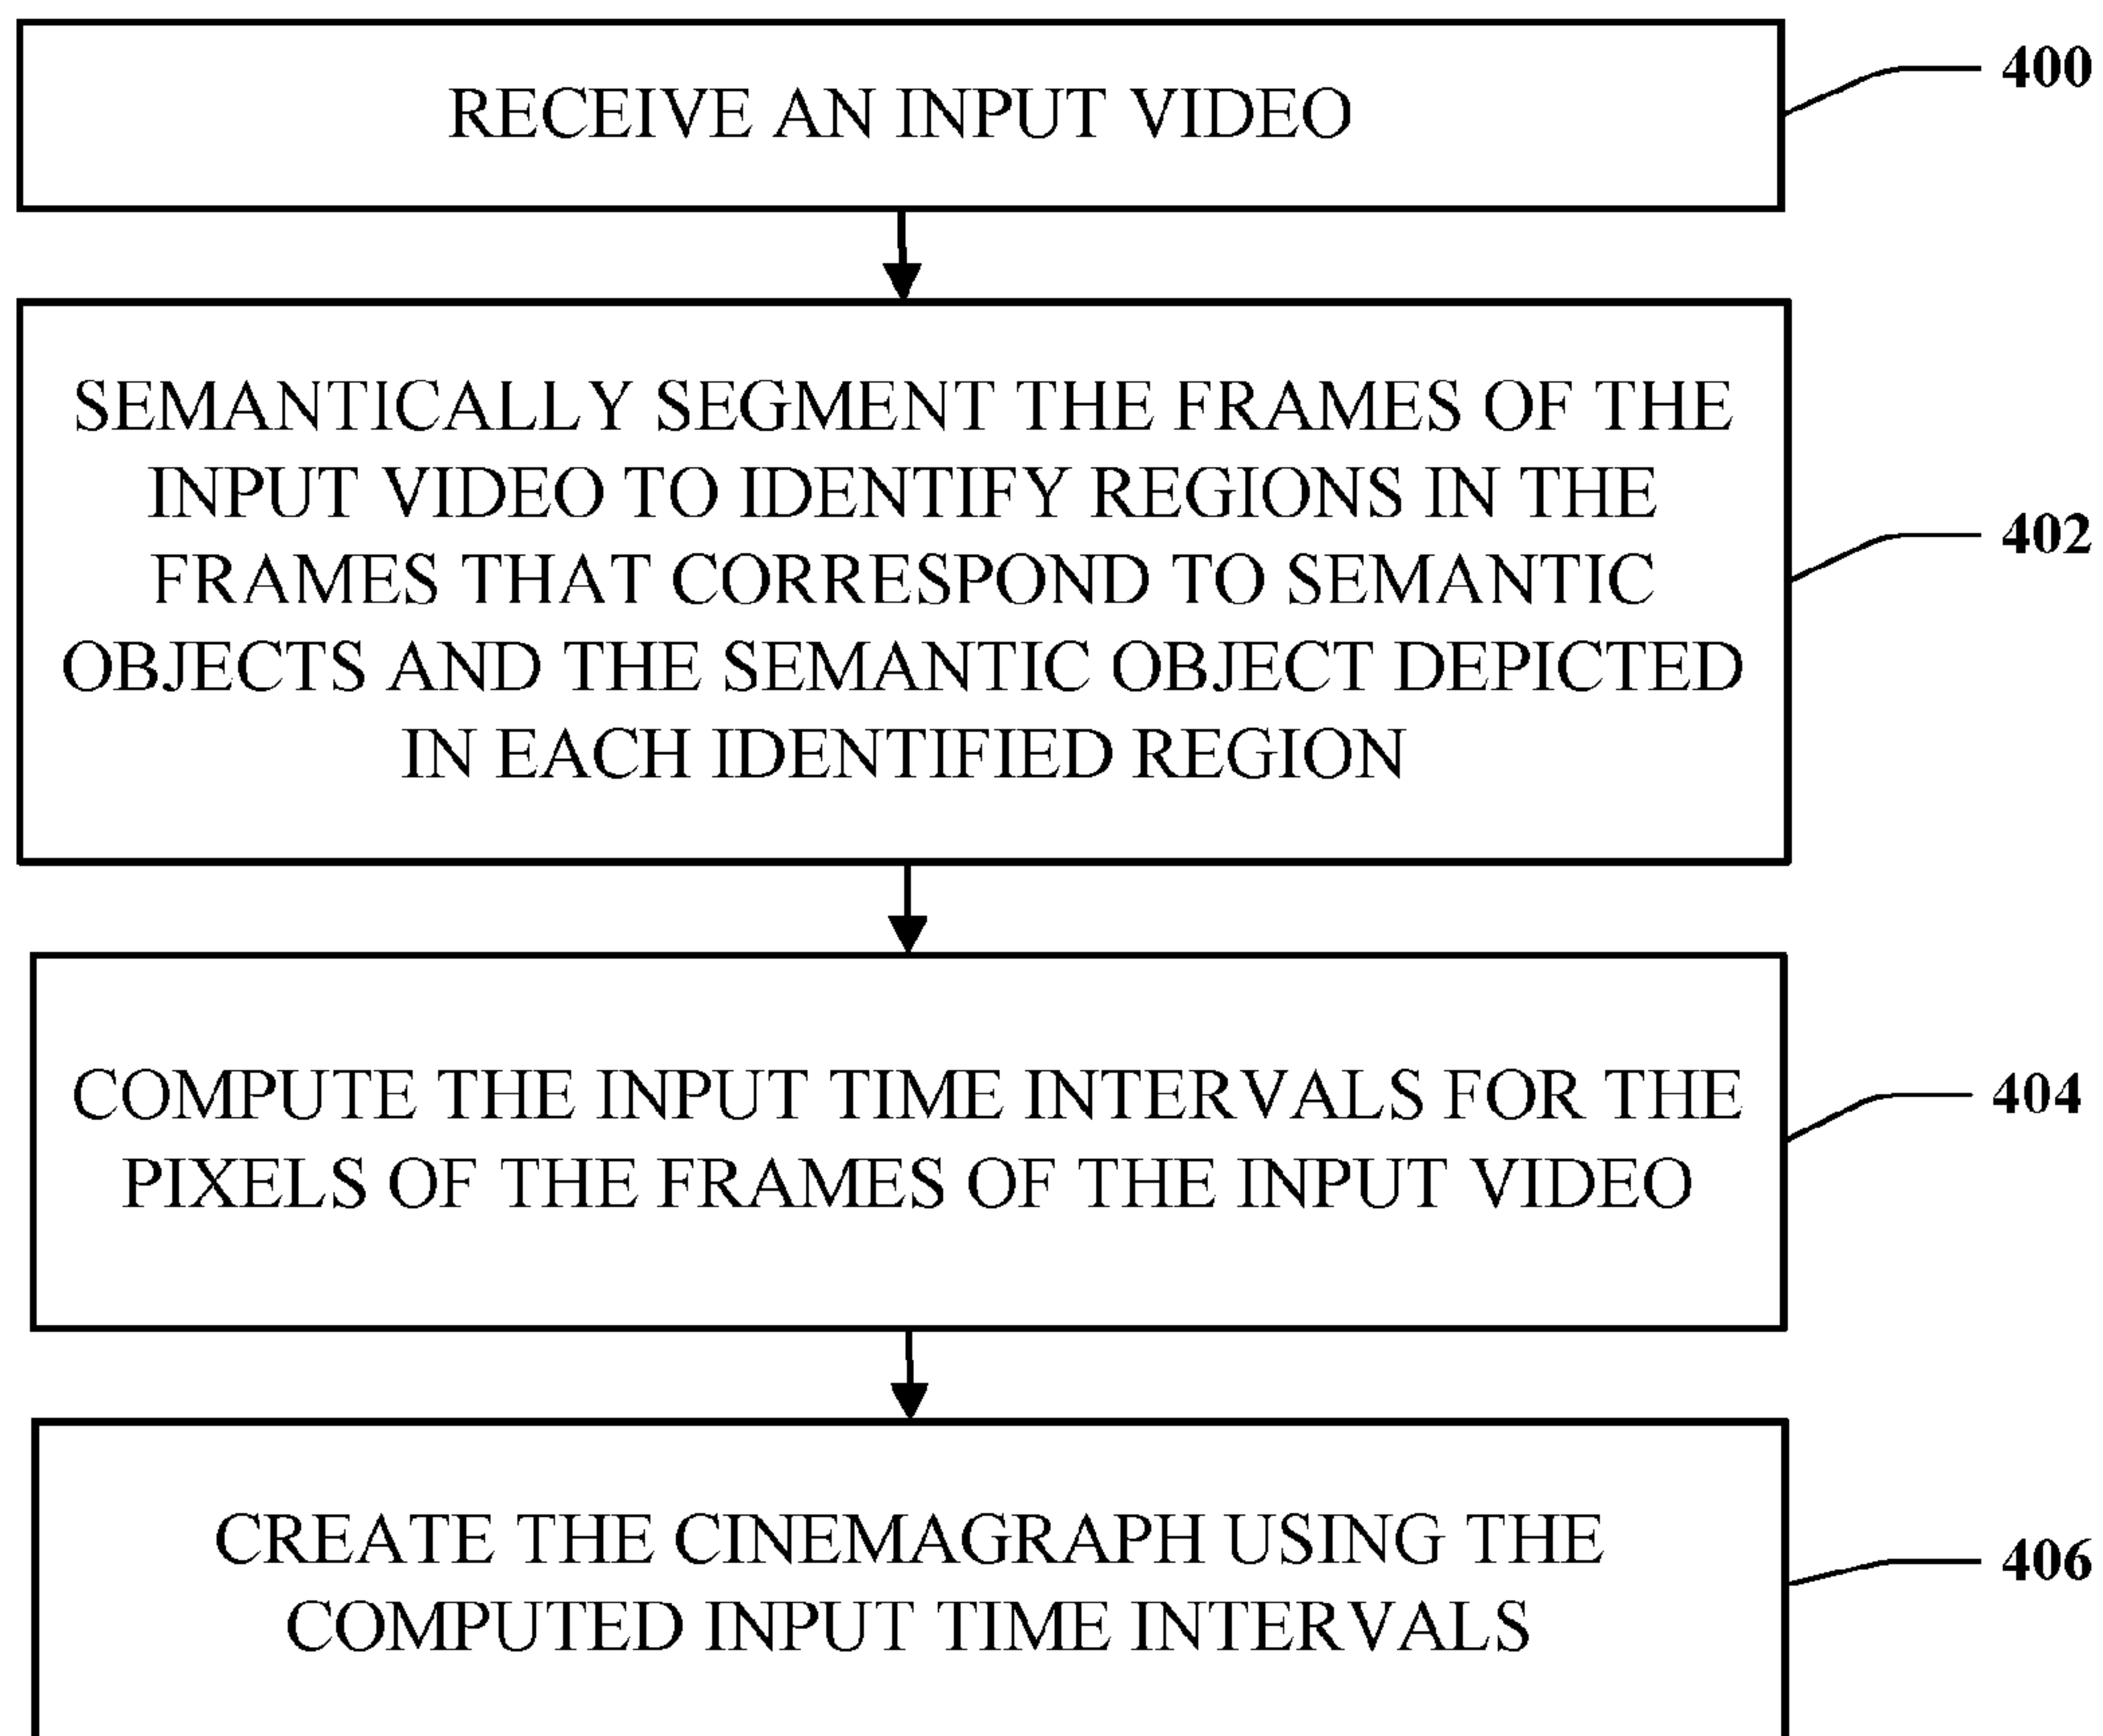 RECEIVE AN INPUT VIDEO
400
SEMANTICALLY SEGMENT THE FRAMES OF THE
INPUT VIDEO TO IDENTIFY REGIONS IN THE
FRAMES THAT CORRESPOND TO SEMANTIC
OBJECTS AND THE SEMANTIC OBJECT DEPICTED
IN EACH IDENTIFIED REGION
402
COMPUTE THE INPUT TIME INTERVALS FOR THE
PIXELS OF THE FRAMES OF THE INPUT VIDEO
404
CREATE THE CINEMAGRAPH USING THE
COMPUTED INPUT TIME INTERVALS
406